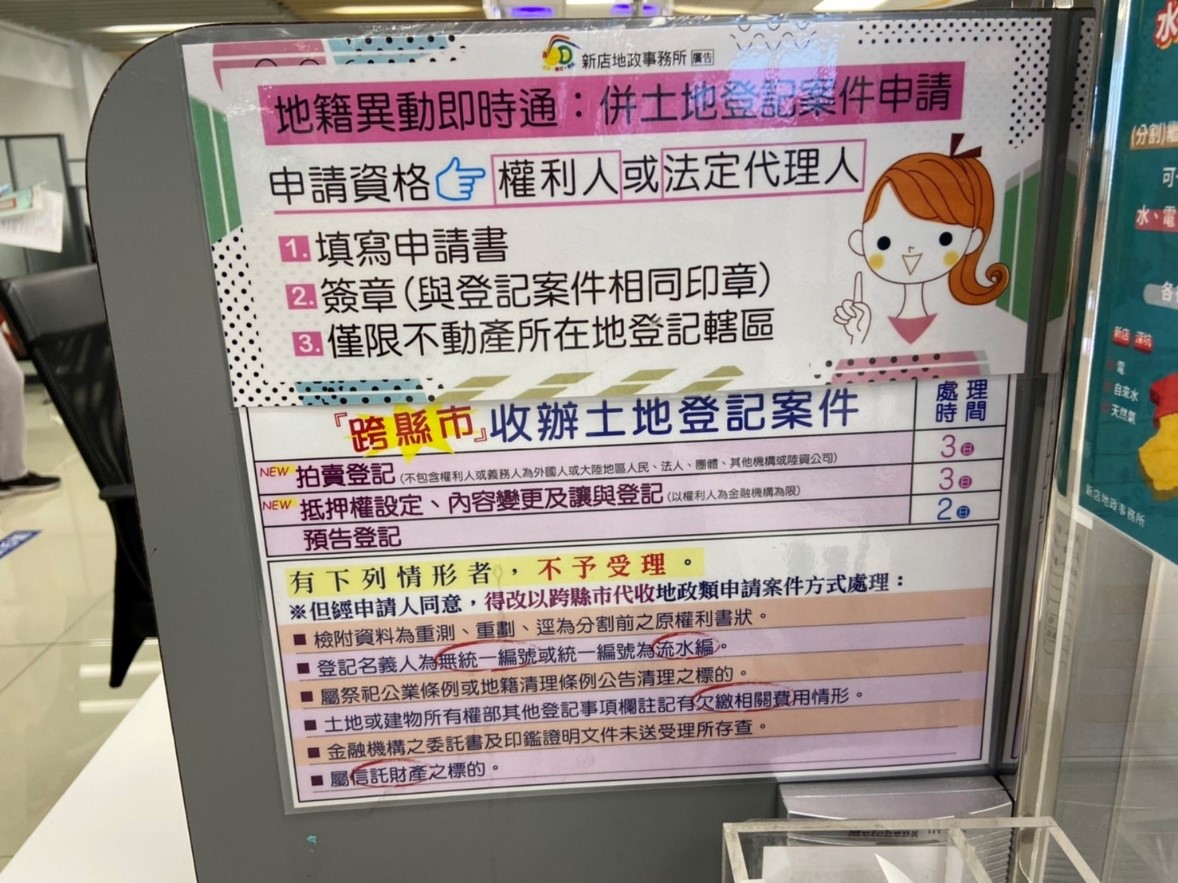 新店地政事務所 廣告
地籍異動即時通：併土地登記案件申請
申請資格 權利人或法定代理人
1. 填寫申請書
2. 簽章(與登記案件相同印章)
3. 僅限不動產所在地登記轄區
『跨縣市』收辦土地登記案件
處理時間
NEW 拍賣登記(不包含權利人或義務人為外國人或大陸地區人民、法人、團體、其他機構或陸資公司)
3日
NEW 抵押權設定、內容變更及讓與登記(以權利人為金融機構為限)
3日
預告登記
2日
有下列情形者，不予受理。
※但經申請人同意，得改以跨縣市代收地政類申請案件方式處理：
■ 檢附資料為重測、重劃、逕為分割前之原權利書狀。
■ 登記名義人為無統一編號或統一編號為流水編。
■ 屬祭祀公業條例或地籍清理條例公告清理之標的。
■ 土地或建物所有權部其他登記事項欄註記有欠繳相關費用情形。
■ 金融機構之委託書及印鑑證明文件未送受理所存查。
■ 屬信託財產之標的。
水
(分割)繼
可
水、電
各
新店 深坑
電
自來水
天然氣
新店地政事務所